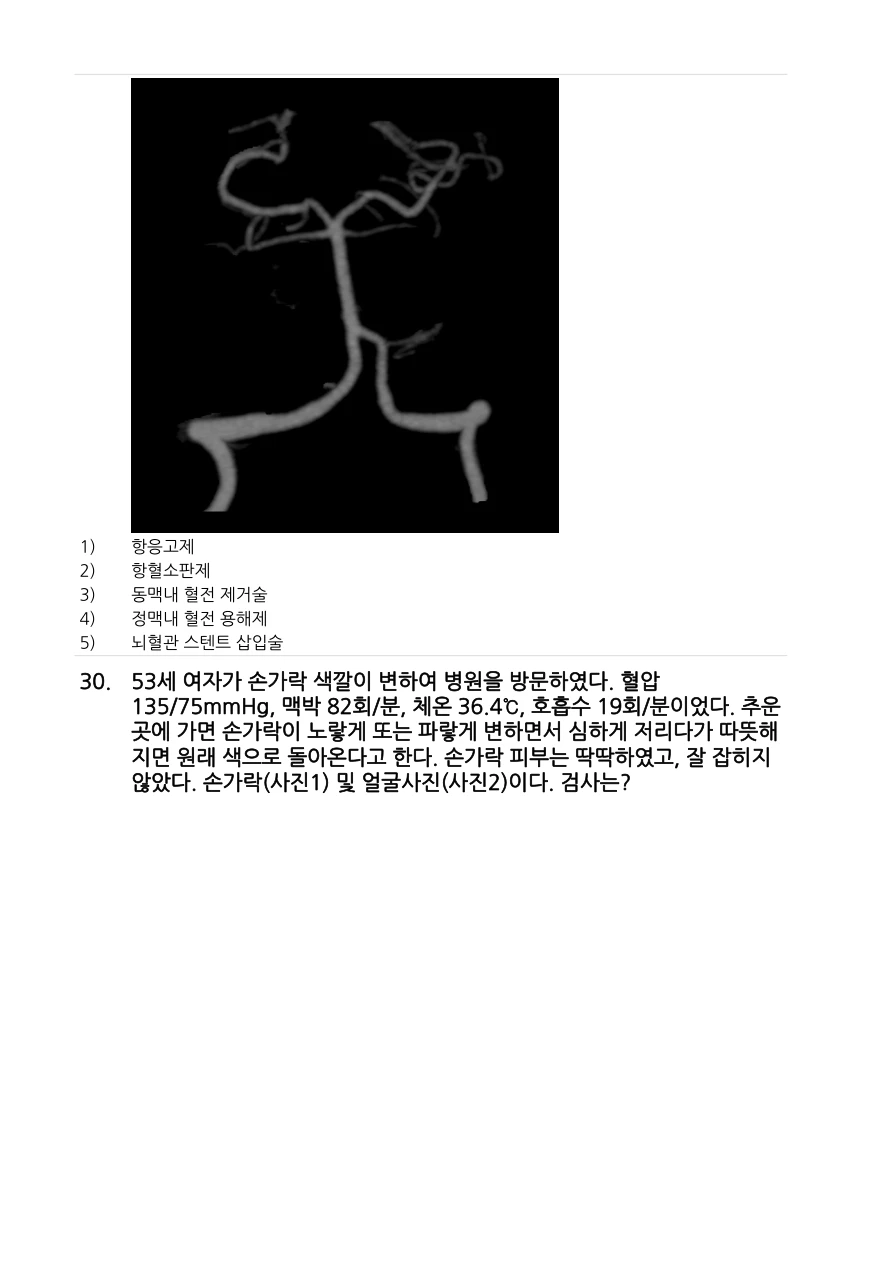 1) 항응고제
2) 항혈소판제
3) 동맥내 혈전 제거술
4) 정맥내 혈전 용해제
5) 뇌혈관 스텐트 삽입술
30. 53세 여자가 손가락 색깔이 변하여 병원을 방문하였다. 혈압
135/75mmHg, 맥박 82회/분, 체온 36.4℃, 호흡수 19회/분이었다. 추운
곳에 가면 손가락이 노랗게 또는 파랗게 변하면서 심하게 저리다가 따뜻해
지면 원래 색으로 돌아온다고 한다. 손가락 피부는 딱딱하였고, 잘 잡히지
않았다. 손가락(사진1) 및 얼굴사진(사진2)이다. 검사는?